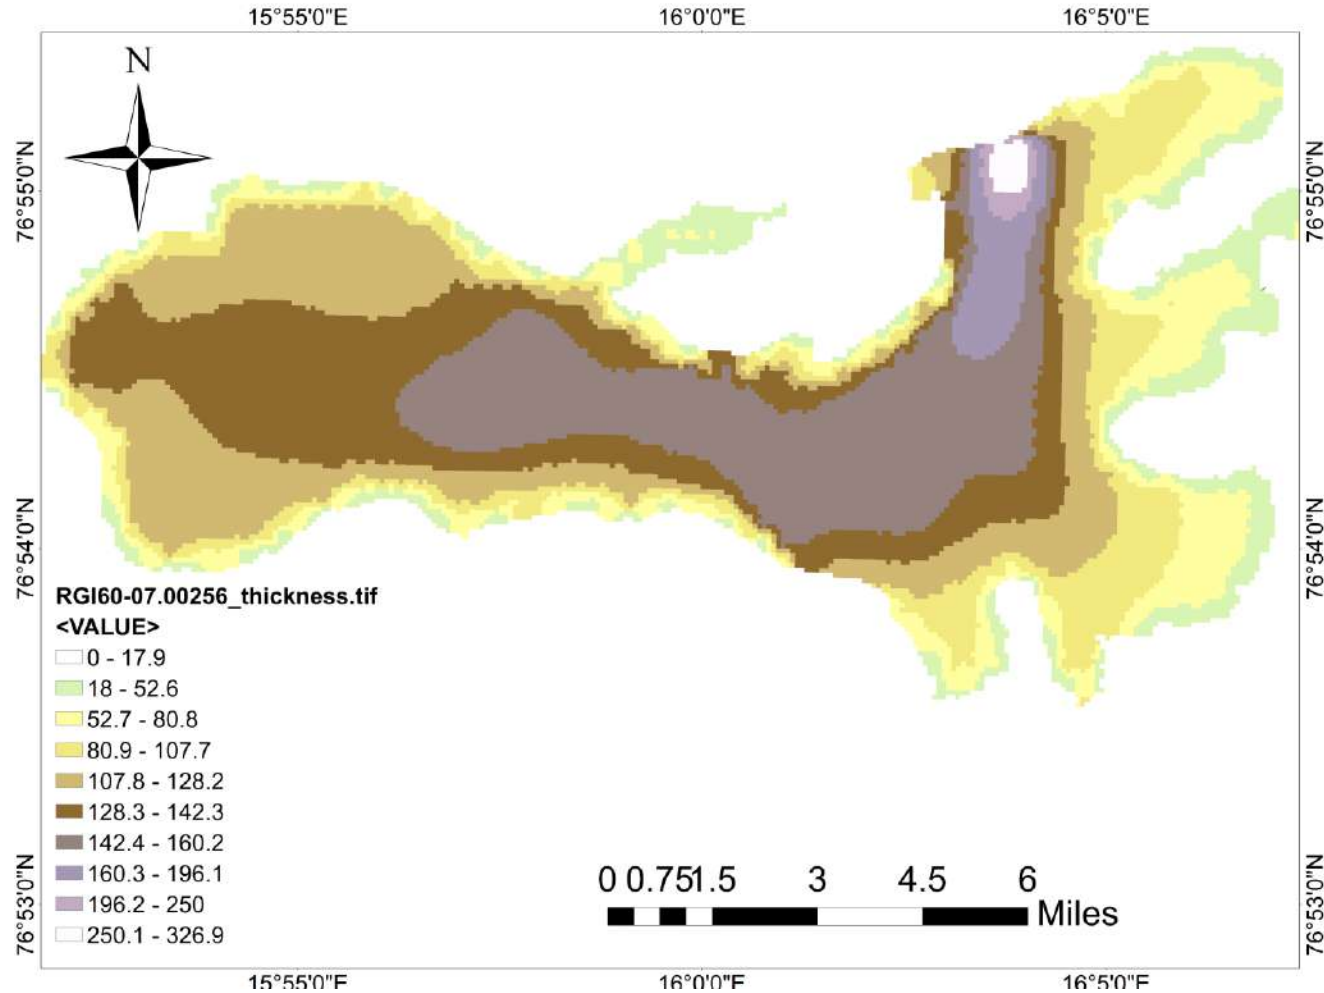 15°55'0"E 16°0'0"E 16°5'0"E
N
76°55'0"N 76°55'0"N
76°54'0"N 76°54'0"N
RGI60-07.00256_thickness.tif
<VALUE>
0 - 17.9
18 - 52.6
52.7 - 80.8
80.9 - 107.7
107.8 - 128.2
128.3 - 142.3
142.4 - 160.2
160.3 - 196.1
196.2 - 250
250.1 - 326.9
0 0.75 1.5 3 4.5 6
Miles
76°53'0"N 76°53'0"N
15°55'0"E 16°0'0"E 16°5'0"E